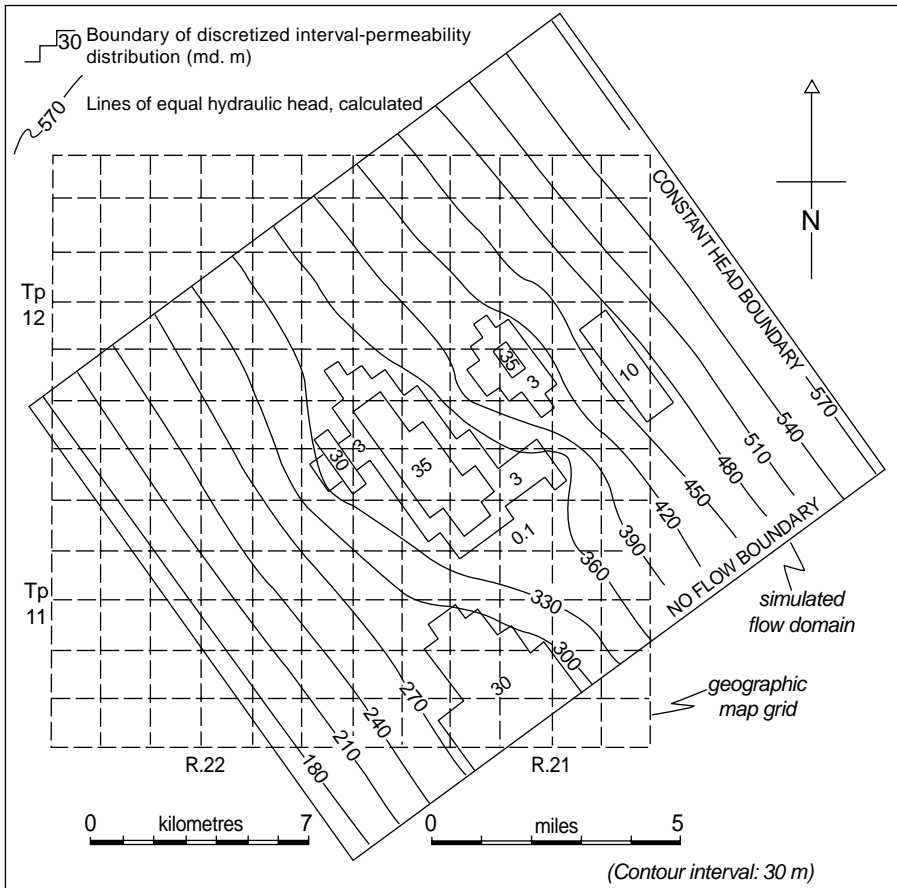 30 Boundary of discretized interval-permeability
distribution (md. m)
570
Lines of equal hydraulic head, calculated
N
CONSTANT HEAD BOUNDARY
570
540
510
480
450
420
390
360
330
300
270
240
210
180
Tp
12
Tp
11
35
3
10
3
30
35
3
0.1
30
NO FLOW BOUNDARY
simulated
flow domain
geographic
map grid
R.22
R.21
0 kilometres 7
0 miles 5
(Contour interval: 30 m)